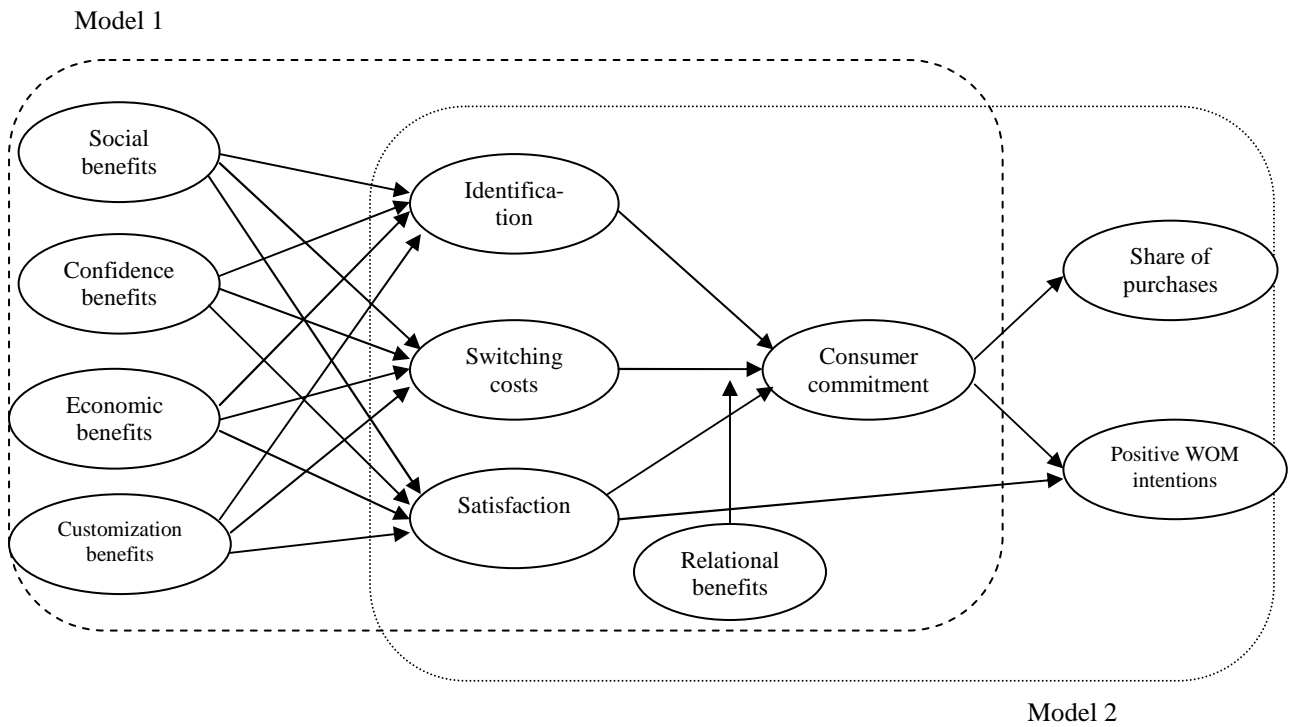 Model 1
Social
benefits
Confidence
benefits
Economic
benefits
Customization
benefits
Identifica-
tion
Switching
costs
Satisfaction
Relational
benefits
Consumer
commitment
Share of
purchases
Positive WOM
intentions
Model 2